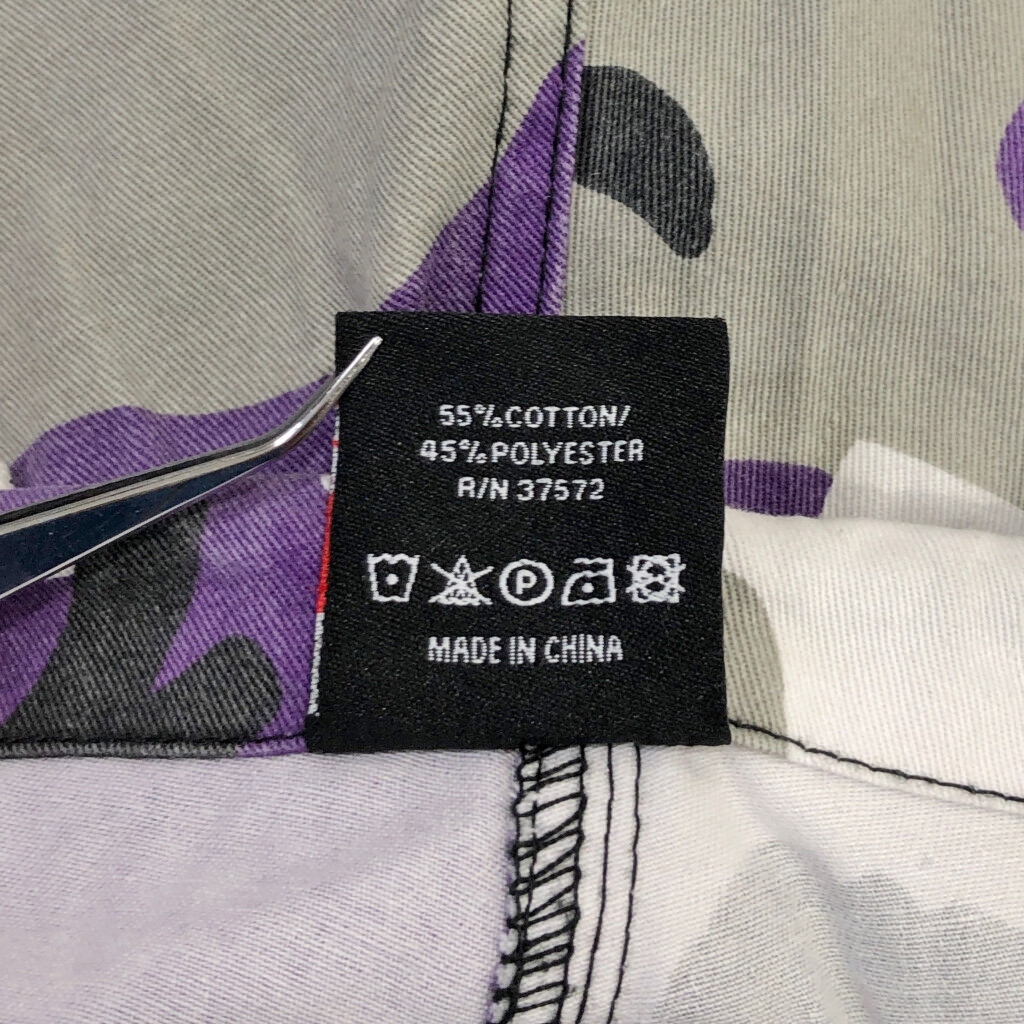 55%COTTON/
45%POLYESTER
R/N 37572
P
MADE IN CHINA